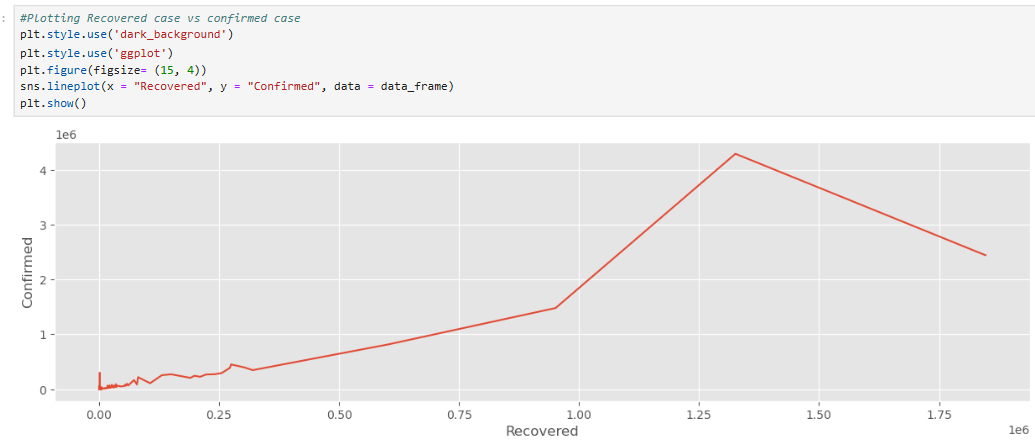 :
#Plotting Recovered case vs confirmed case
plt.style.use('dark_background')
plt.style.use('ggplot')
plt.figure(figsize= (15, 4))
sns.lineplot(x = "Recovered", y = "Confirmed", data = data_frame)
plt.show()
1e6
4
3
2
1
0
Confirmed
0.00 0.25 0.50 0.75 1.00 1.25 1.50 1.75
Recovered
1e6